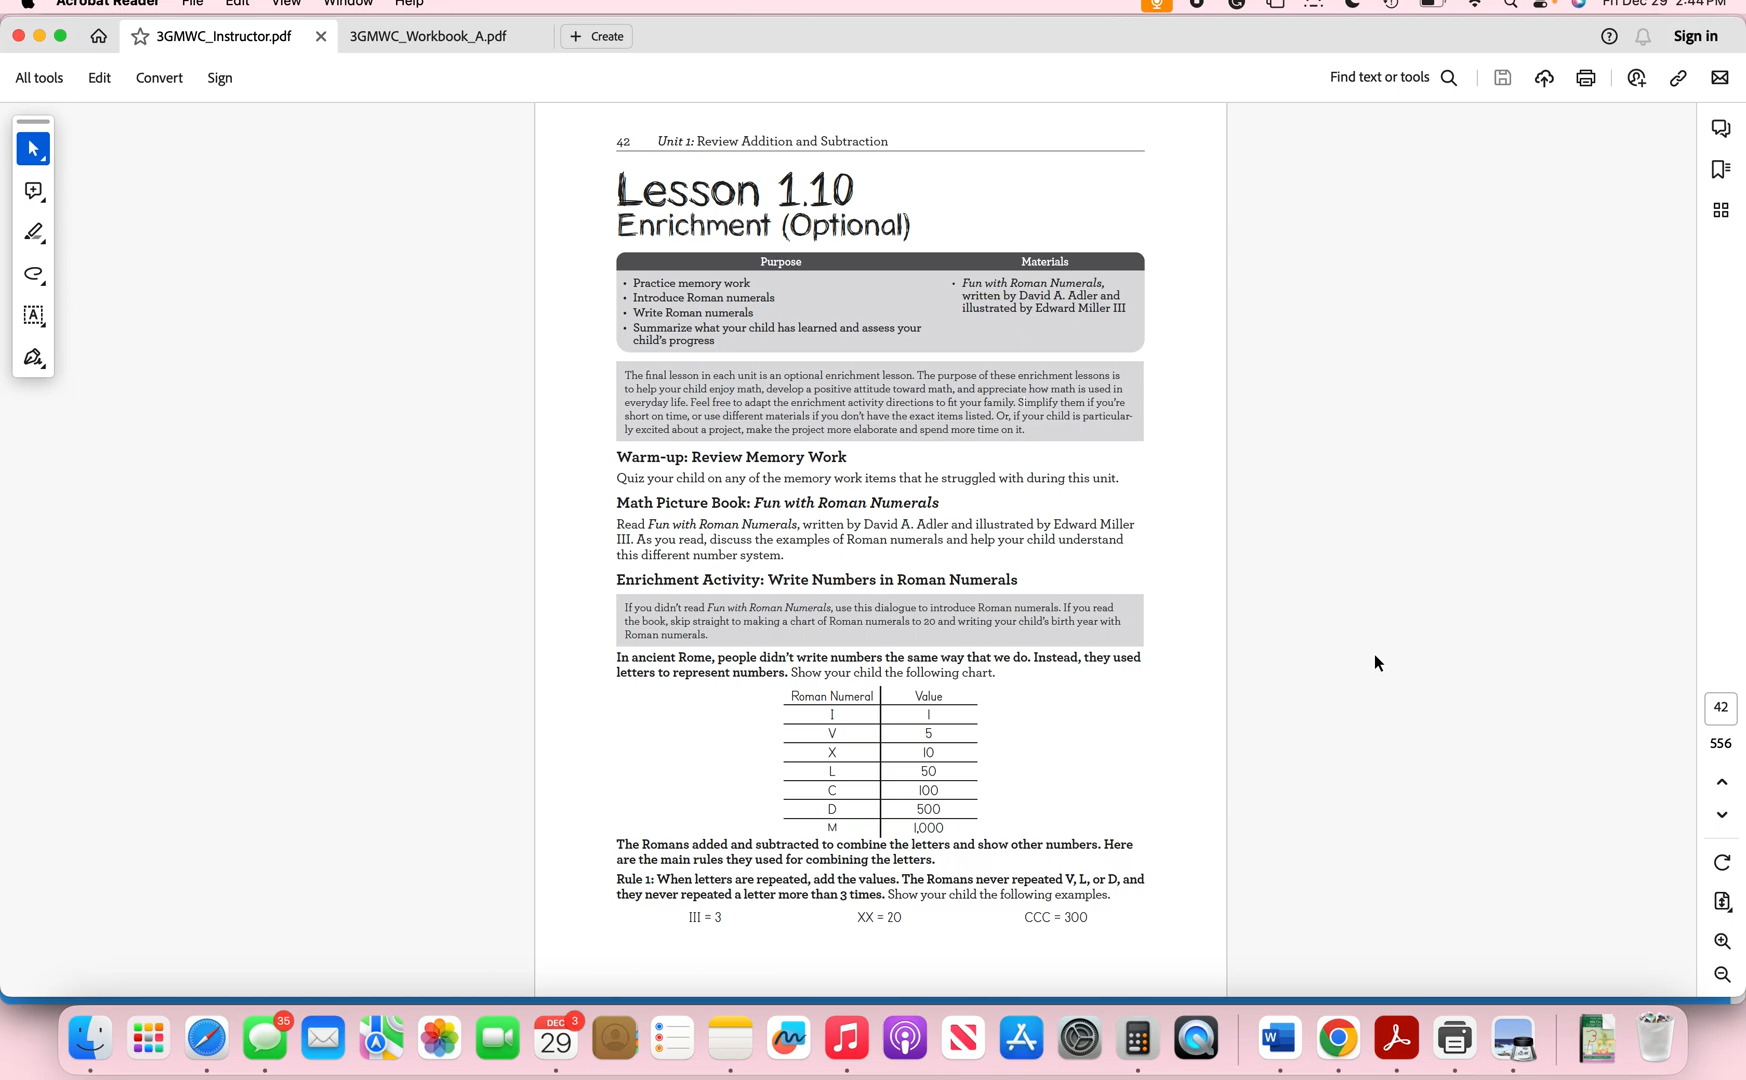 Acrobat Reader File Edit View Window Help Fri Dec 29 2:44 PM
3GMWC_Instructor.pdf 3GMWC_Workbook_A.pdf + Create Sign in
All tools Edit Convert Sign Find text or tools
42 Unit 1: Review Addition and Subtraction
Lesson 1.10
Enrichment (Optional)
Purpose Materials
• Practice memory work
• Introduce Roman numerals
• Write Roman numerals
• Summarize what your child has learned and assess your
child's progress
• Fun with Roman Numerals,
written by David A. Adler and
illustrated by Edward Miller III
The final lesson in each unit is an optional enrichment lesson. The purpose of these enrichment lessons is
to help your child enjoy math, develop a positive attitude toward math, and appreciate how math is used in
everyday life. Feel free to adapt the enrichment activity directions to fit your family. Simplify them if you're
short on time, or use different materials if you don't have the exact items listed. Or, if your child is particular-
ly excited about a project, make the project more elaborate and spend more time on it.
Warm-up: Review Memory Work
Quiz your child on any of the memory work items that he struggled with during this unit.
Math Picture Book: Fun with Roman Numerals
Read Fun with Roman Numerals, written by David A. Adler and illustrated by Edward Miller
III. As you read, discuss the examples of Roman numerals and help your child understand
this different number system.
Enrichment Activity: Write Numbers in Roman Numerals
If you didn't read Fun with Roman Numerals, use this dialogue to introduce Roman numerals. If you read
the book, skip straight to making a chart of Roman numerals to 20 and writing your child's birth year with
Roman numerals.
In ancient Rome, people didn't write numbers the same way that we do. Instead, they used
letters to represent numbers. Show your child the following chart.
Roman Numeral Value
I 1
V 5
X 10
L 50
C 100
D 500
M 1,000
The Romans added and subtracted to combine the letters and show other numbers. Here
are the main rules they used for combining the letters.
Rule 1: When letters are repeated, add the values. The Romans never repeated V, L, or D, and
they never repeated a letter more than 3 times. Show your child the following examples.
III = 3 XX = 20 CCC = 300
42
556
35
DEC 3
29